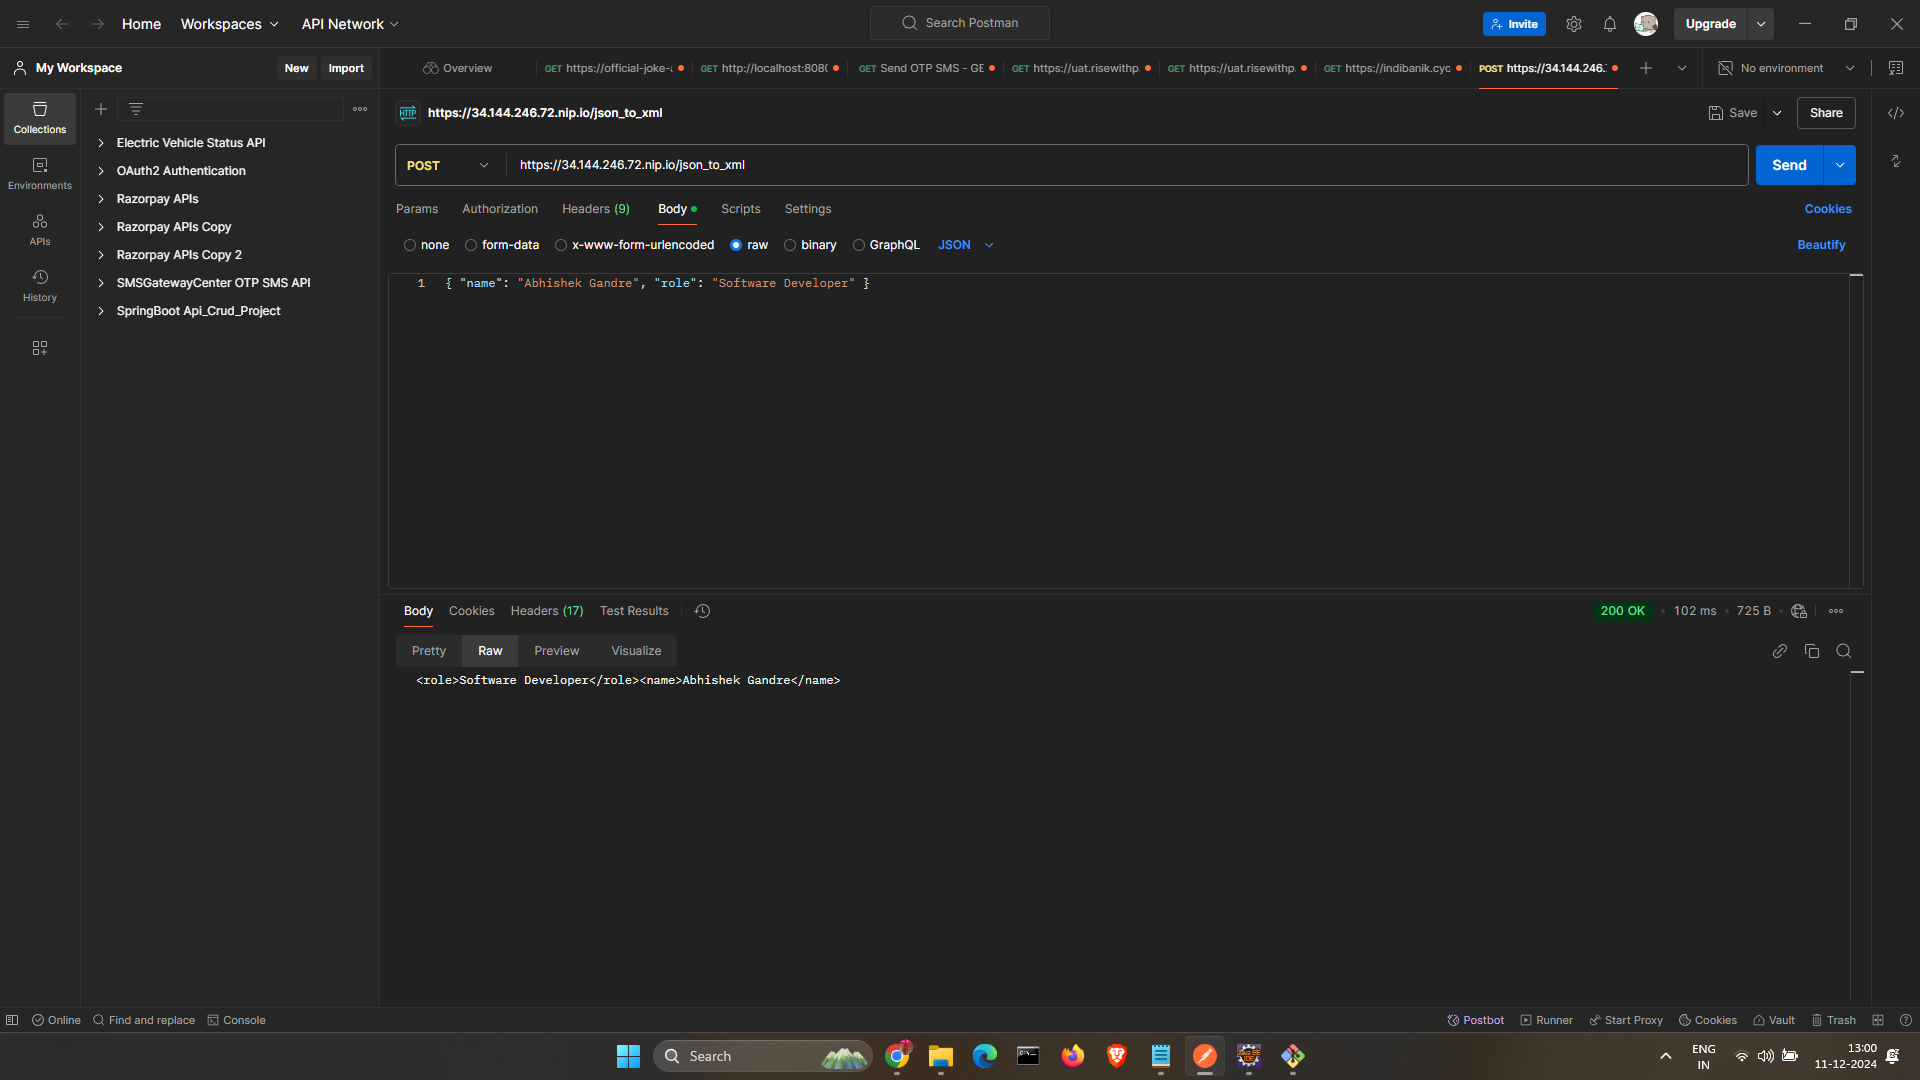 Home
Workspaces
API Network
Search Postman
Invite
Upgrade
My Workspace
New
Import
Overview
GET https://official-joke-
GET http://localhost:808
GET Send OTP SMS - GE
GET https://uat.risewithp.
GET https://uat.risewithp.
GET https://indibanik.cyc
POST https://34.144.246.
No environment
Collections
Environments
APIs
History
Electric Vehicle Status API
OAuth2 Authentication
Razorpay APIs
Razorpay APIs Copy
Razorpay APIs Copy 2
SMSGatewayCenter OTP SMS API
SpringBoot Api_Crud_Project
HTTP https://34.144.246.72.nip.io/json_to_xml
Save
Share
POST
https://34.144.246.72.nip.io/json_to_xml
Send
Params
Authorization
Headers (9)
Body
Scripts
Settings
Cookies
none
form-data
x-www-form-urlencoded
raw
binary
GraphQL
JSON
Beautify
1 { "name": "Abhishek Gandre", "role": "Software Developer" }
Body
Cookies
Headers (17)
Test Results
200 OK
102 ms
725 B
Pretty
Raw
Preview
Visualize
<role>Software Developer</role><name>Abhishek Gandre</name>
Online
Find and replace
Console
Postbot
Runner
Start Proxy
Cookies
Vault
Trash
Search
ENG
IN
13:00
11-12-2024